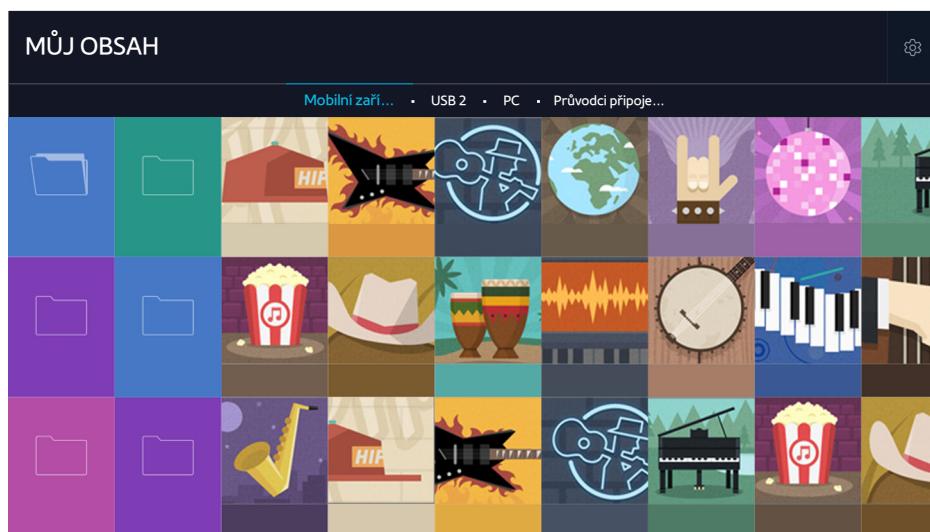 MŮJ OBSAH
Mobilní zaří... • USB 2 • PC • Průvodci připoje...
HIP
HIP